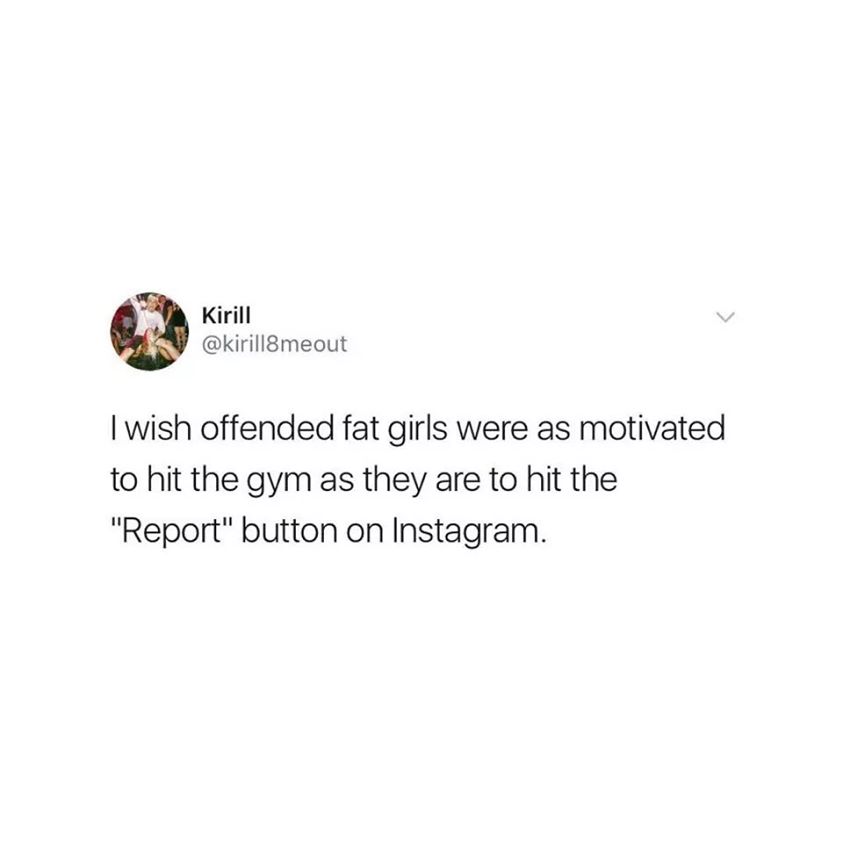 Kirill
@kirill8meout
I wish offended fat girls were as motivated
to hit the gym as they are to hit the
"Report" button on Instagram.